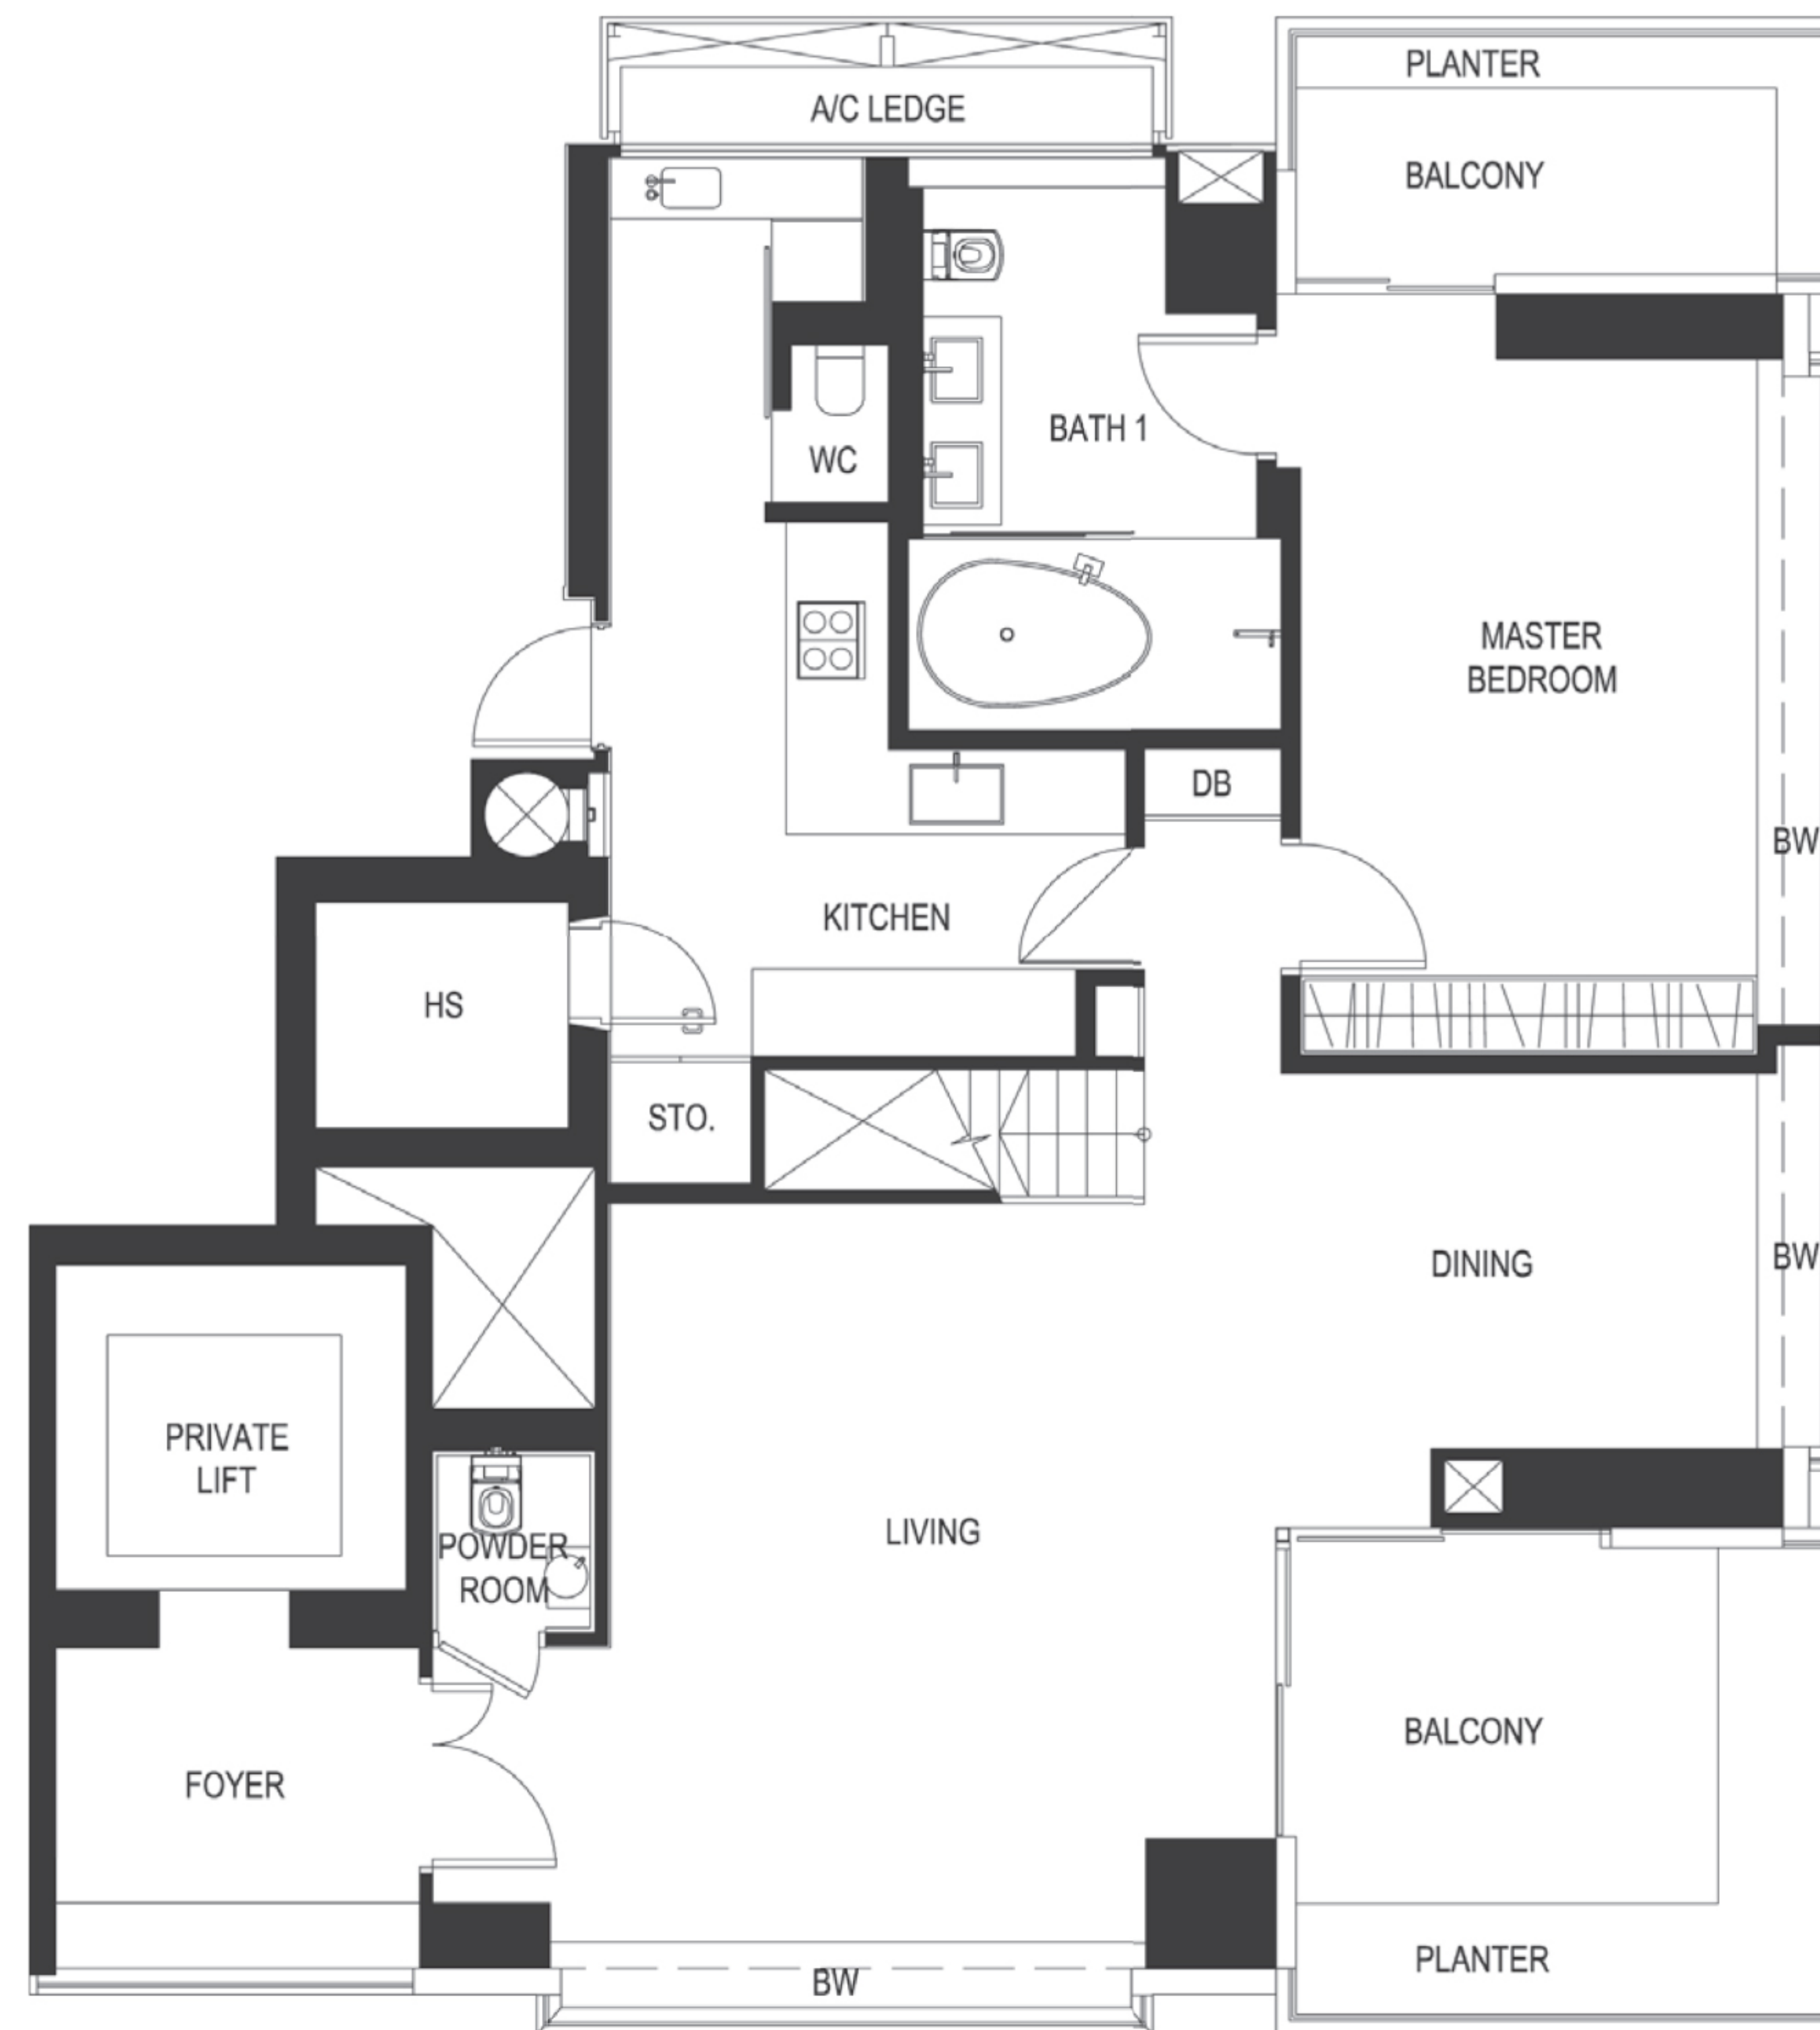 PLANTER
A/C LEDGE
BALCONY
BATH 1
WC
MASTER
BEDROOM
DB
BW
KITCHEN
HS
STO.
DINING
BW
PRIVATE
LIFT
LIVING
POWDER
ROOM
BALCONY
FOYER
PLANTER
BW